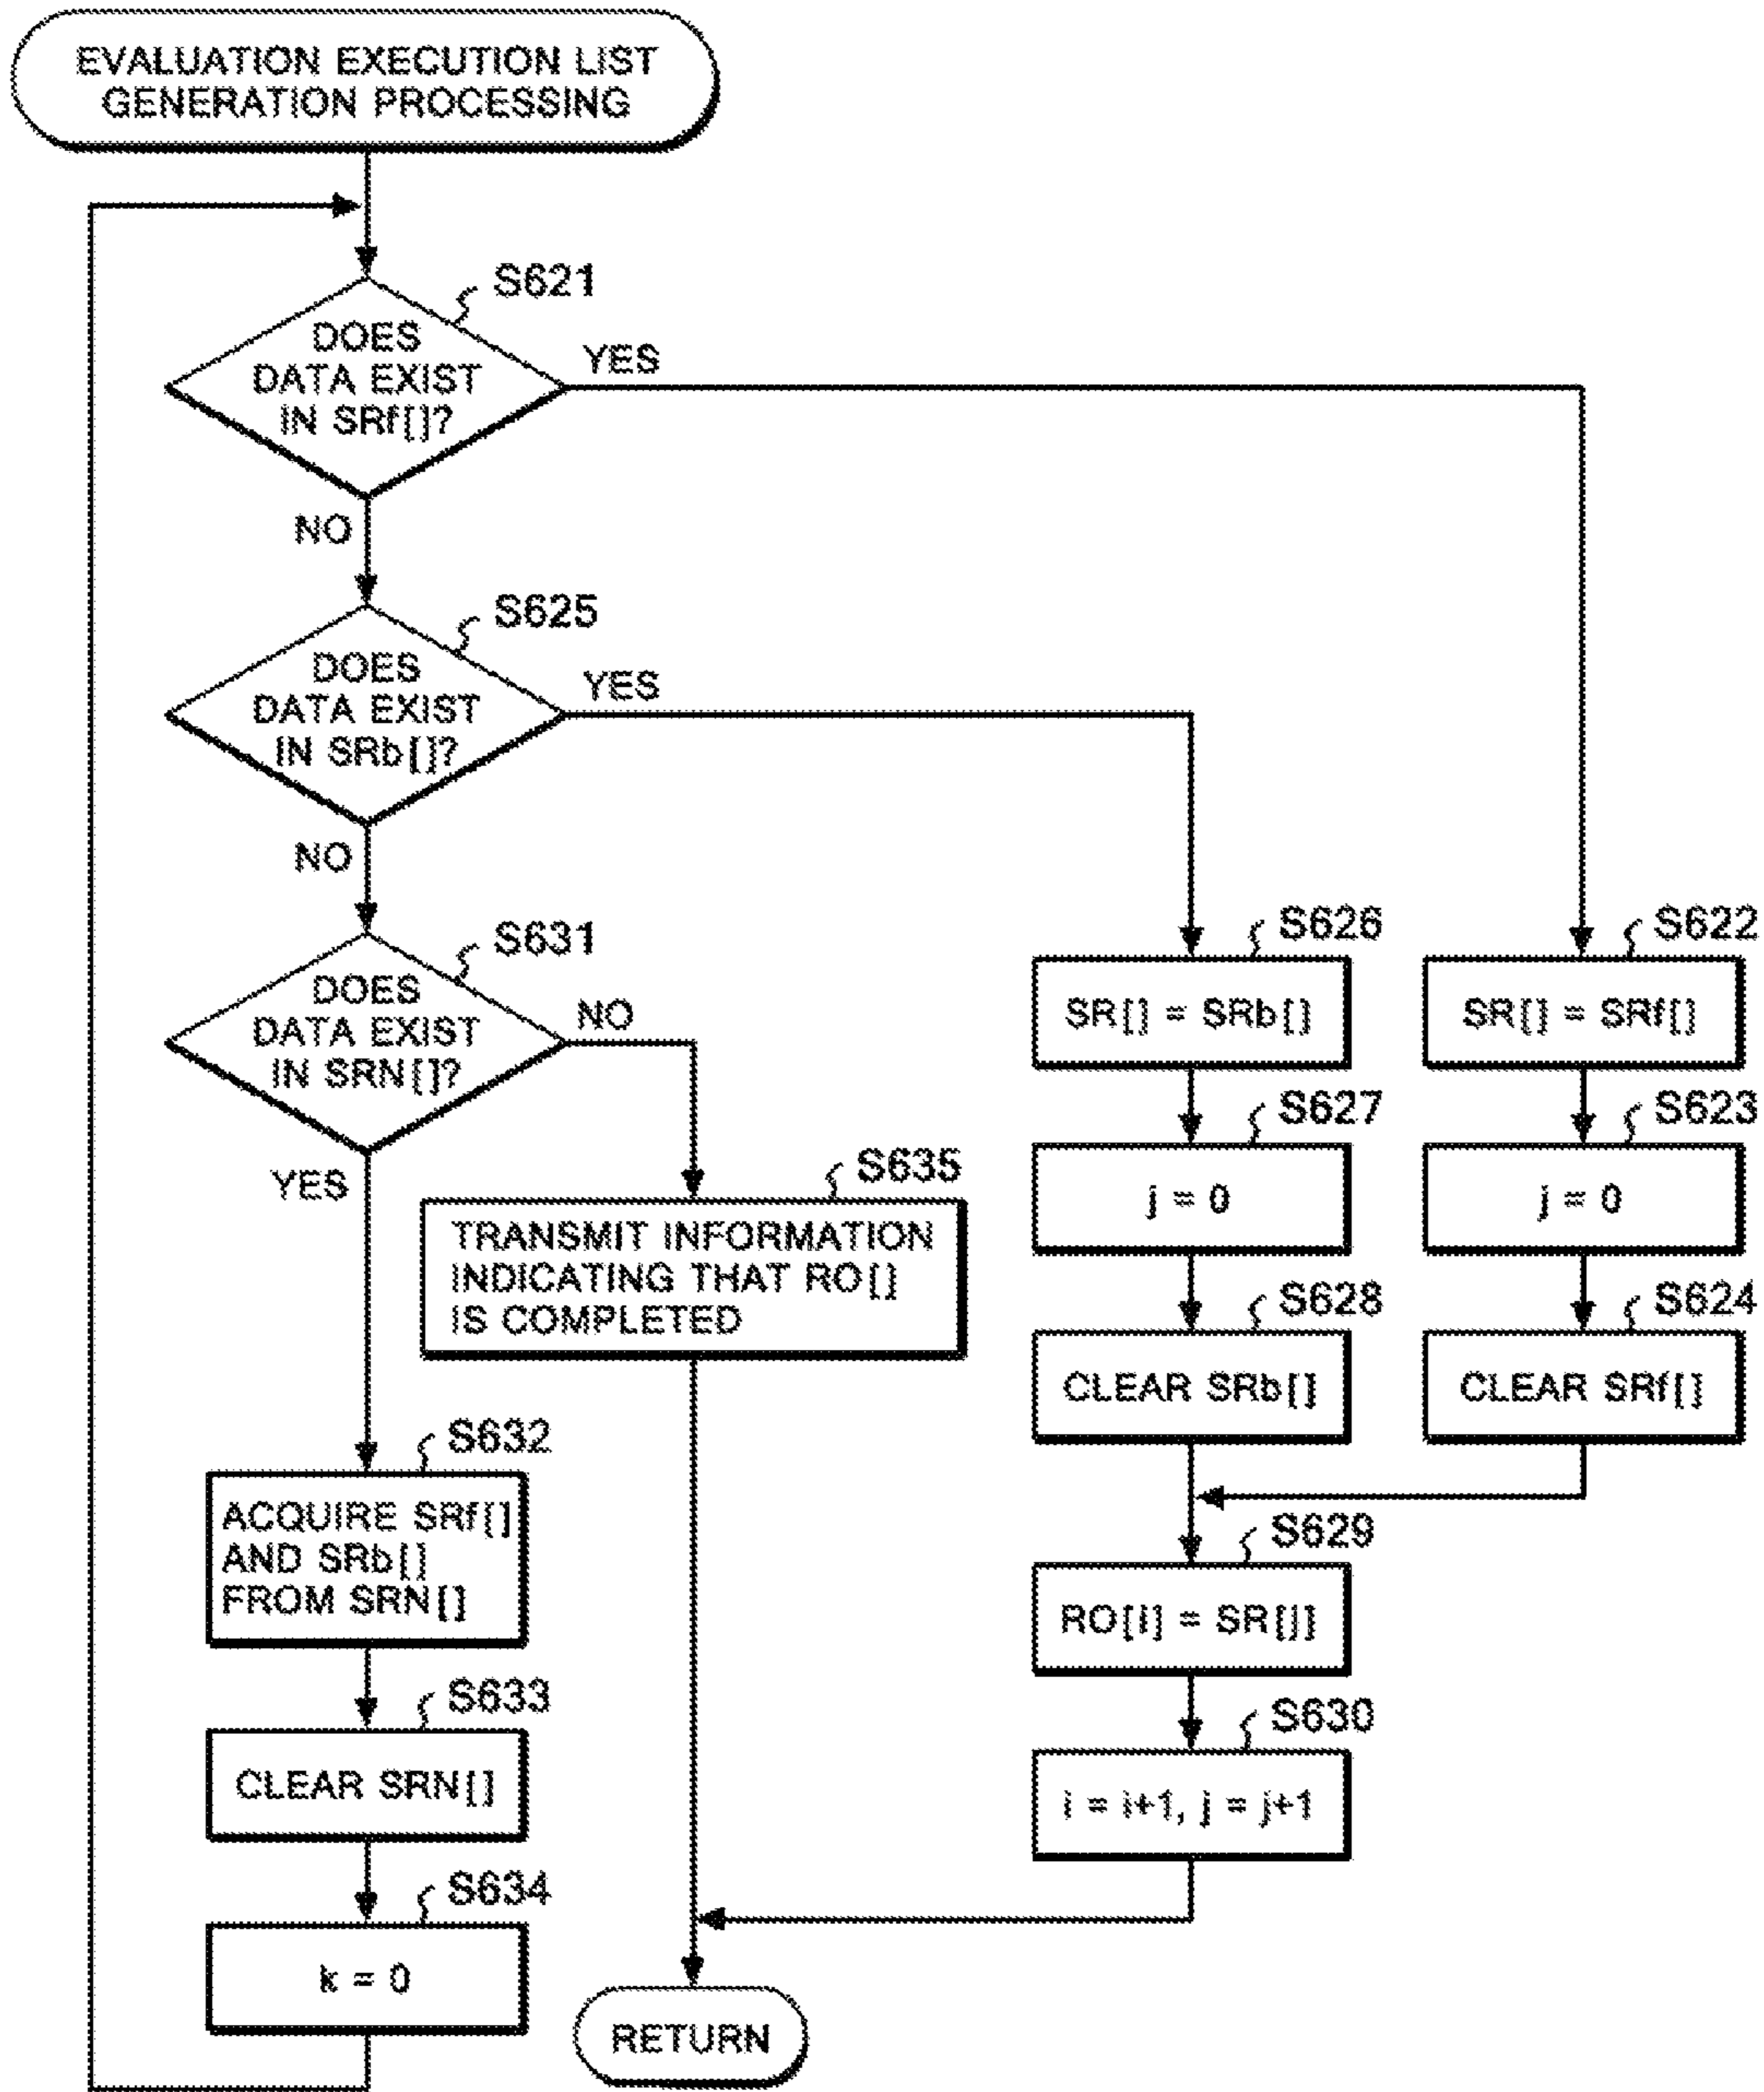 EVALUATION EXECUTION LIST
GENERATION PROCESSING
S621
DOES
DATA EXIST
IN SRf[]?
YES
NO
S625
DOES
DATA EXIST
IN SRb[]?
YES
NO
S631
DOES
DATA EXIST
IN SRN[]?
NO
YES
S635
TRANSMIT INFORMATION
INDICATING THAT RO[]
IS COMPLETED
S626
SR[] = SRb[]
S622
SR[] = SRf[]
S627
j = 0
S623
j = 0
S628
CLEAR SRb[]
S624
CLEAR SRf[]
S632
ACQUIRE SRf[]
AND SRb[]
FROM SRN[]
S629
RO[i] = SR[j]
S633
CLEAR SRN[]
S630
i = i+1, j = j+1
S634
k = 0
RETURN